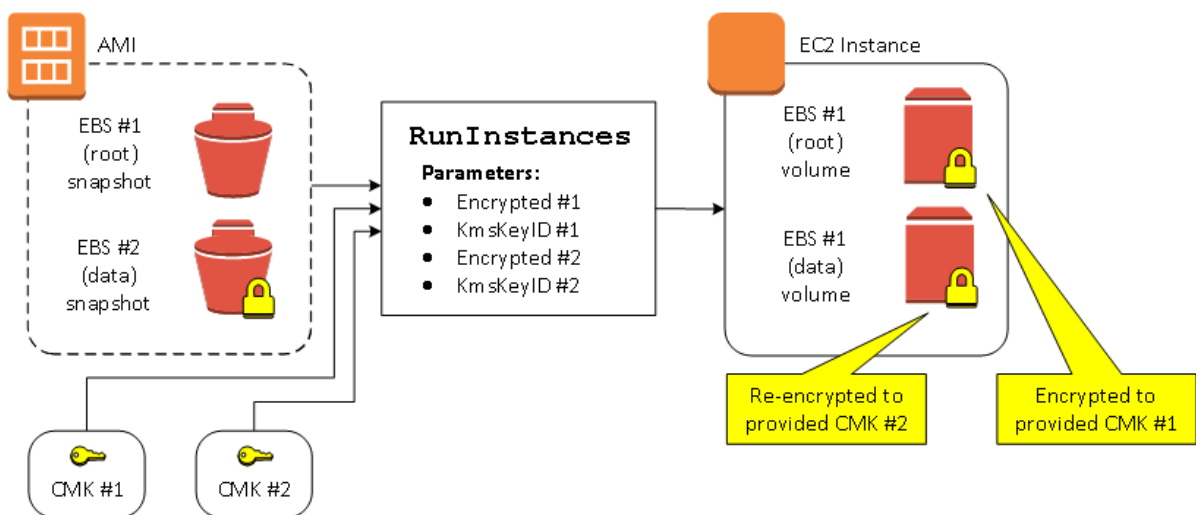 AMI
EBS #1
(root)
snapshot
EBS #2
(data)
snapshot
CMK #1
CMK #2
RunInstances
Parameters:
Encrypted #1
KmsKeyID #1
Encrypted #2
KmsKeyID #2
EC2 Instance
EBS #1
(root)
volume
EBS #1
(data)
volume
Re-encrypted to
provided CMK #2
Encrypted to
provided CMK #1